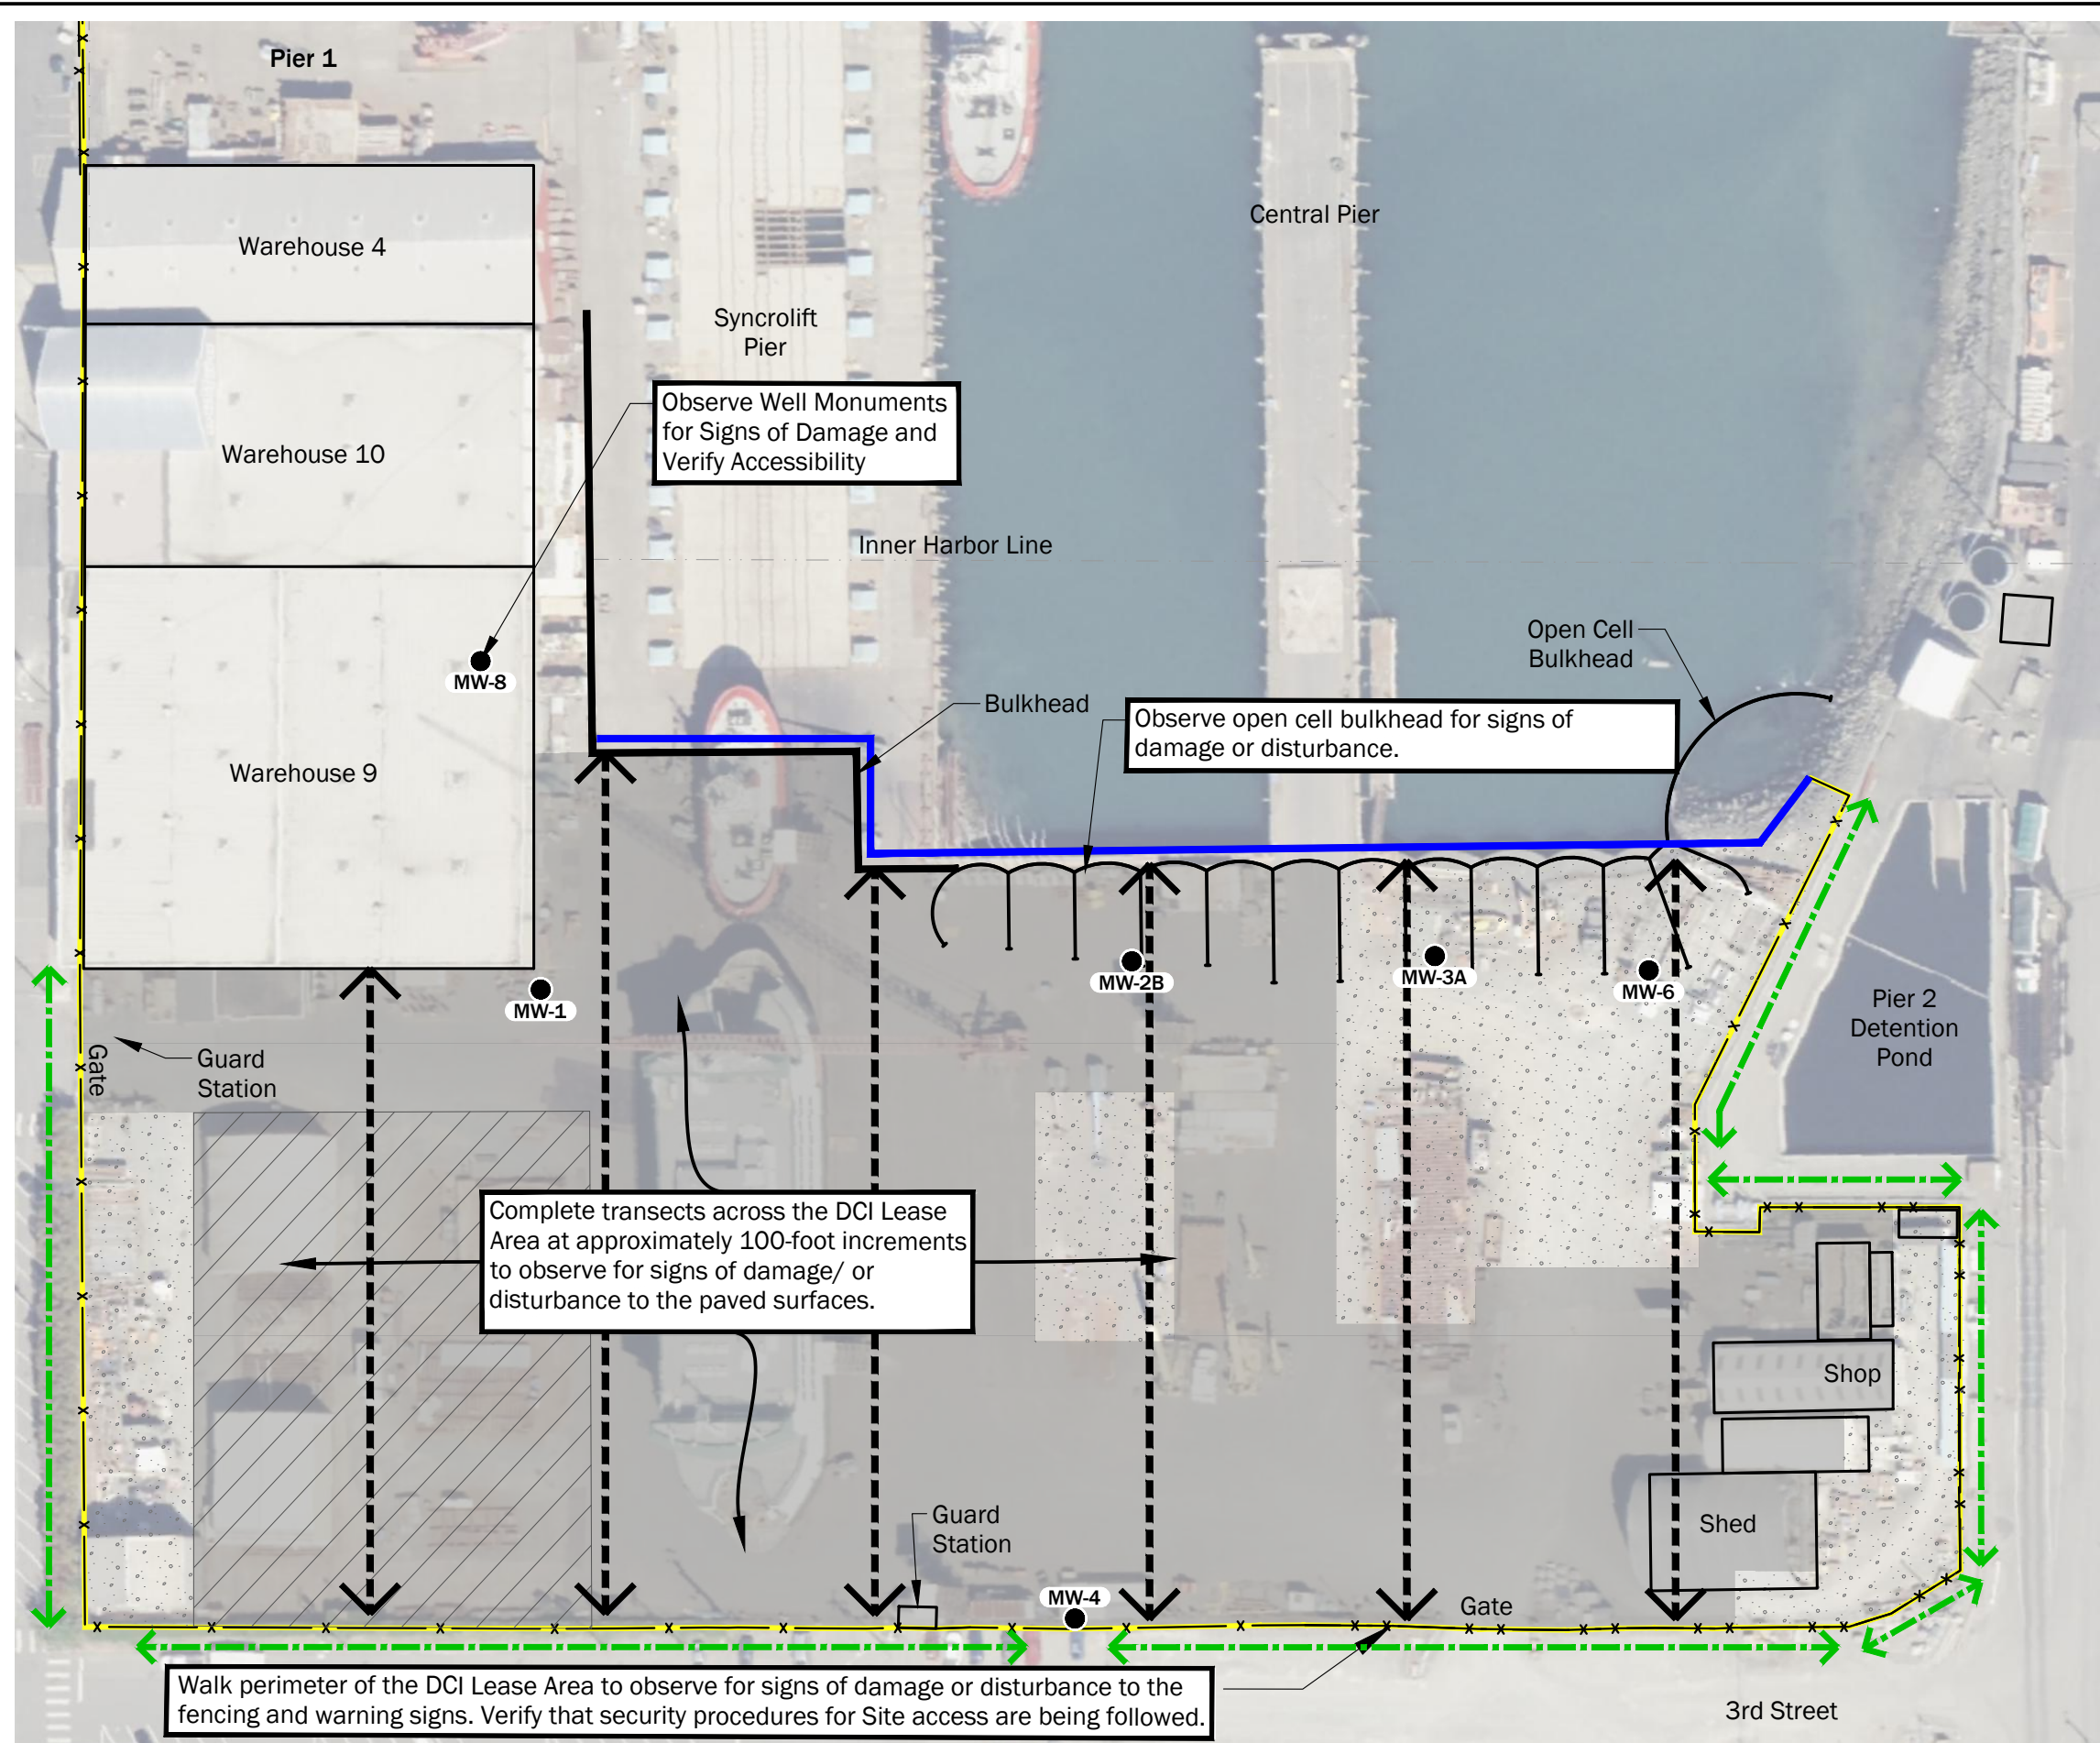 Pier 1
Central Pier
Warehouse 4
Syncrolift
Pier
Observe Well Monuments
for Signs of Damage and
Verify Accessibility
Warehouse 10
Inner Harbor Line
Open Cell
Bulkhead
MW-8
Bulkhead
Observe open cell bulkhead for signs of
damage or disturbance.
Warehouse 9
MW-1
MW-2B
MW-3A
MW-6
Pier 2
Detention
Pond
Gate
Guard
Station
Complete transects across the DCI Lease
Area at approximately 100-foot increments
to observe for signs of damage/ or
disturbance to the paved surfaces.
Shop
Shed
Guard
Station
MW-4
Gate
Walk perimeter of the DCI Lease Area to observe for signs of damage or disturbance to the
fencing and warning signs. Verify that security procedures for Site access are being followed.
3rd Street